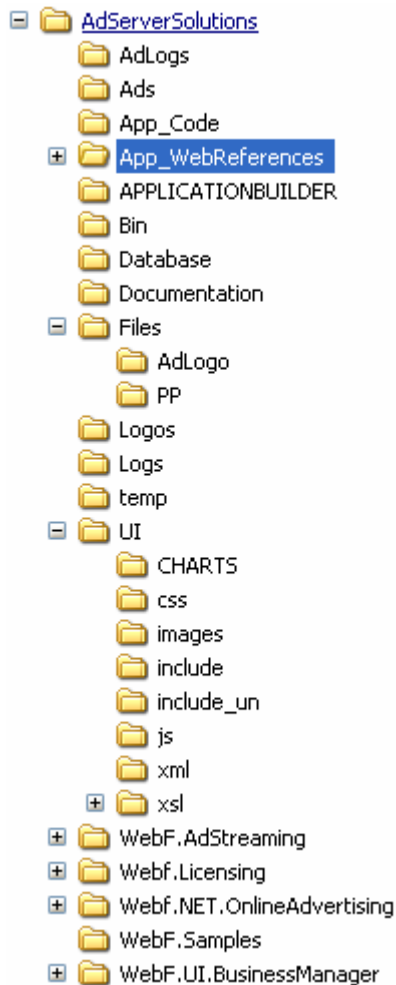 AdServerSolutions
AdLogs
Ads
App_Code
App_WebReferences
APPLICATIONBUILDER
Bin
Database
Documentation
Files
AdLogo
PP
Logos
Logs
temp
UI
CHARTS
css
images
include
include_un
js
xml
xsl
WebF.AdStreaming
Webf.Licensing
Webf.NET.OnlineAdvertising
WebF.Samples
WebF.UI.BusinessManager